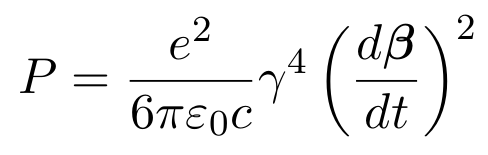 P = \frac{e^2}{6\pi\varepsilon_0 c} \gamma^4 \left( \frac{d\boldsymbol{\beta}}{dt} \right)^2